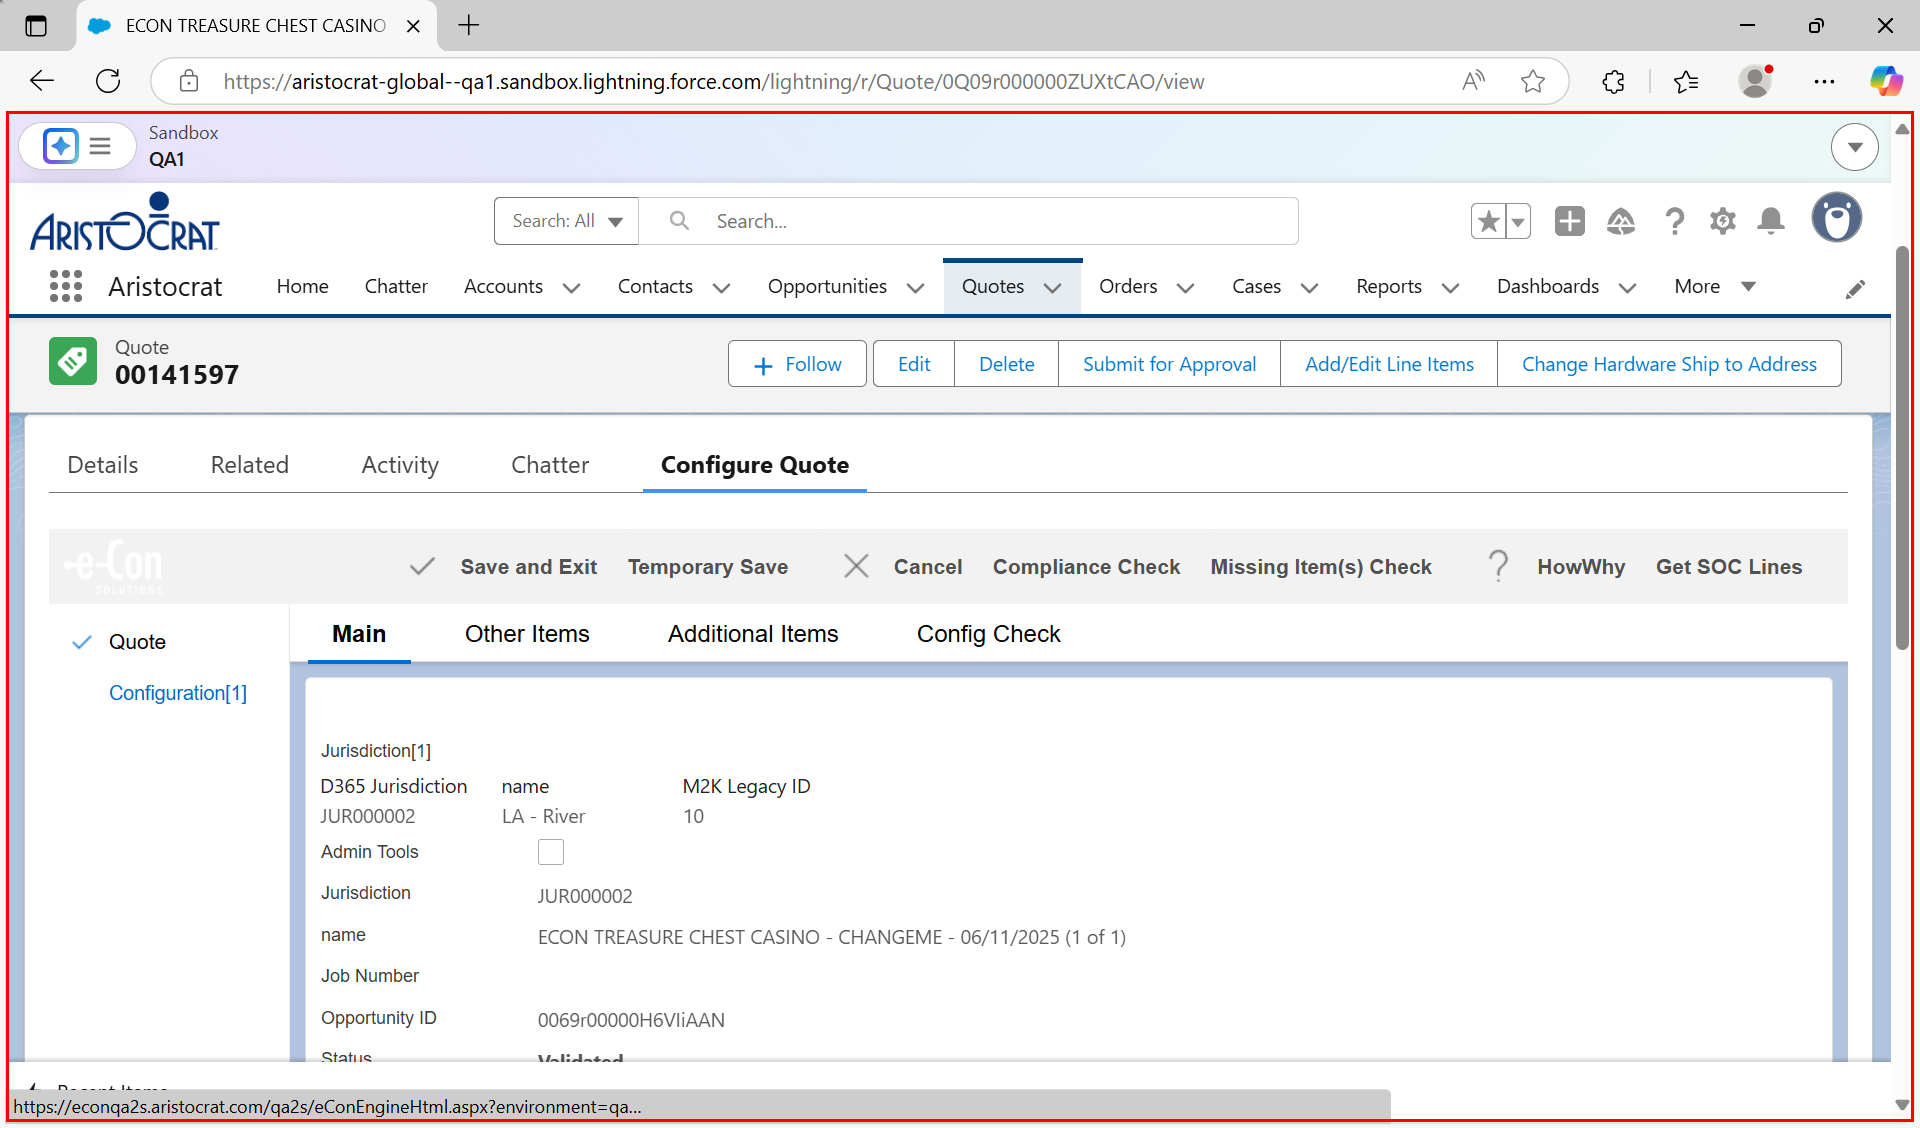 ECON TREASURE CHEST CASINO
https://aristocrat-global--qa1.sandbox.lightning.force.com/lightning/r/Quote/0Q09r000000ZUXtCAO/view
Sandbox
QA1
ARISTOCRAT
Search: All
Search...
Aristocrat
Home
Chatter
Accounts
Contacts
Opportunities
Quotes
Orders
Cases
Reports
Dashboards
More
Quote
00141597
Follow
Edit
Delete
Submit for Approval
Add/Edit Line Items
Change Hardware Ship to Address
Details
Related
Activity
Chatter
Configure Quote
e-Con
SOLUTIONS
Save and Exit
Temporary Save
Cancel
Compliance Check
Missing Item(s) Check
HowWhy
Get SOC Lines
Quote
Configuration[1]
Main
Other Items
Additional Items
Config Check
Jurisdiction[1]
D365 Jurisdiction name M2K Legacy ID
JUR000002 LA - River 10
Admin Tools
Jurisdiction JUR000002
name ECON TREASURE CHEST CASINO - CHANGEME - 06/11/2025 (1 of 1)
Job Number
Opportunity ID 0069r00000H6VIiAAN
Status Validated
Recent Items
https://econqa2s.aristocrat.com/qa2s/eConEngineHtml.aspx?environment=qa...